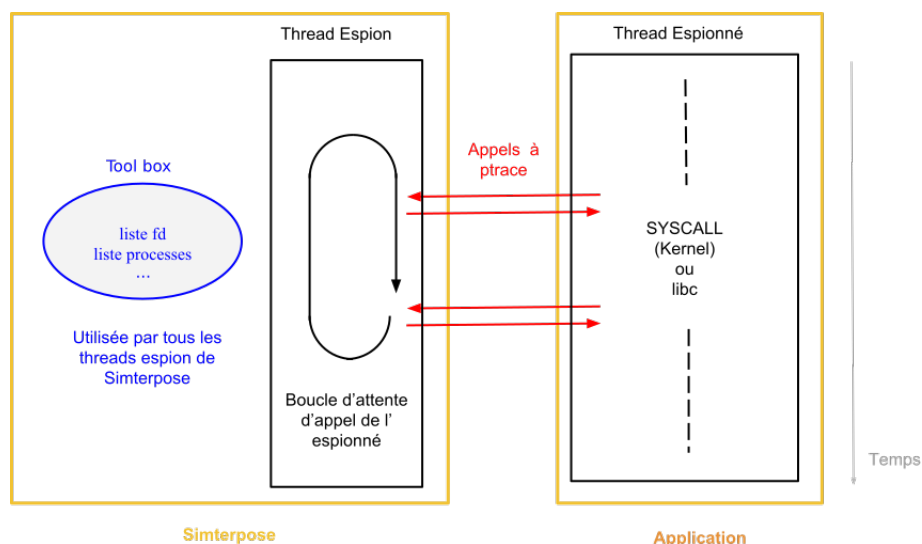 Thread Espion
Thread Espionné
Appels à
ptrace
Tool box
liste fd
liste processes
...
SYSCALL
(Kernel)
ou
libc
Utilisée par tous les
threads espion de
Simterpose
Boucle d'attente
d'appel de l'
espionné
Temps
Simterpose
Application